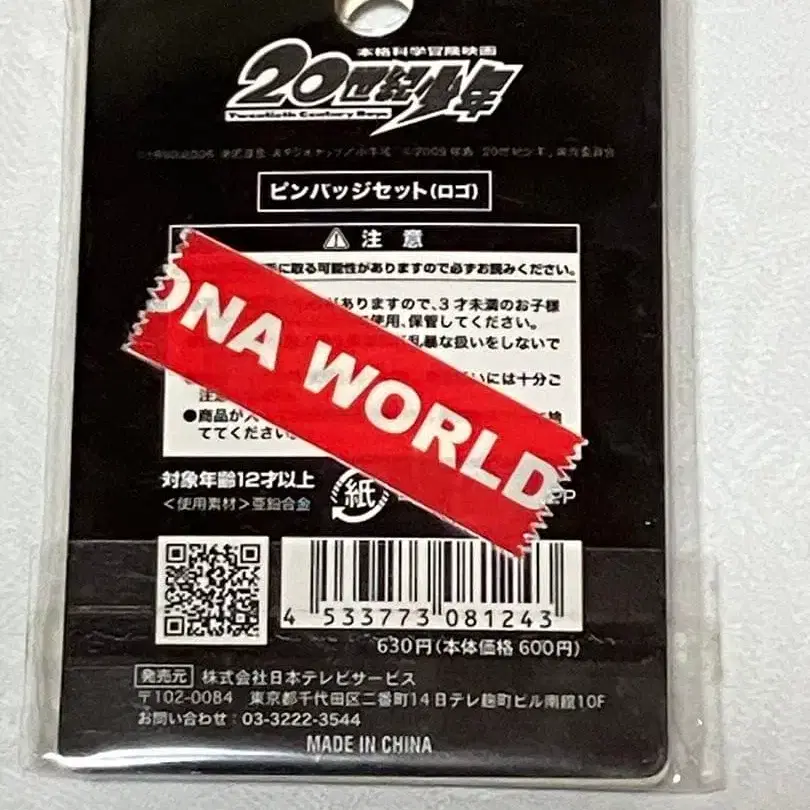 本格科学冒険映画
20世紀少年
Twentieth Century Boys
ピンバッジセット(ロゴ)
⚠ 注 意
に取る可能性がありますので必ずお読みください。
がありますので、3才未満のお子様
使用、保管してください。
乱暴な扱いをしないで
いには十分ご
注意
●商品が
ててください。
DNA WORLD
対象年齢12才以上
<使用素材>亜鉛合金
紙
PP
4 533773 081243
630円(本体価格 600円)
発売元 株式会社日本テレビサービス
〒102-0084 東京都千代田区二番町14日テレ麹町ビル南館10F
お問い合わせ:03-3222-3544
MADE IN CHINA